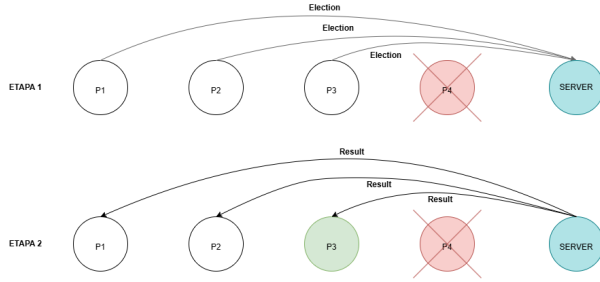 Election
Election
Election
ETAPA 1
P1
P2
P3
P4
SERVER
Result
Result
Result
ETAPA 2
P1
P2
P3
P4
SERVER